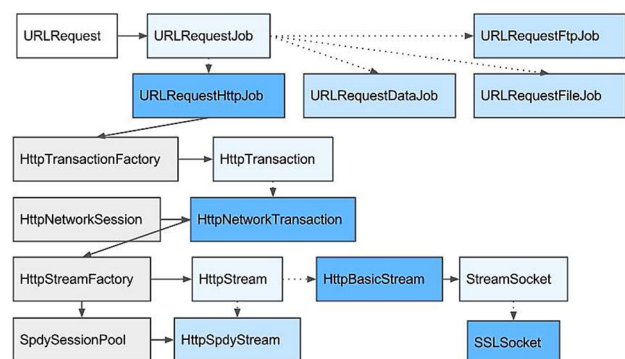 URLRequest
URLRequestJob
URLRequestFtpJob
URLRequestHttpJob
URLRequestDataJob
URLRequestFileJob
HttpTransactionFactory
HttpTransaction
HttpNetworkSession
HttpNetworkTransaction
HttpStreamFactory
HttpStream
HttpBasicStream
StreamSocket
SpdySessionPool
HttpSpdyStream
SSLSocket